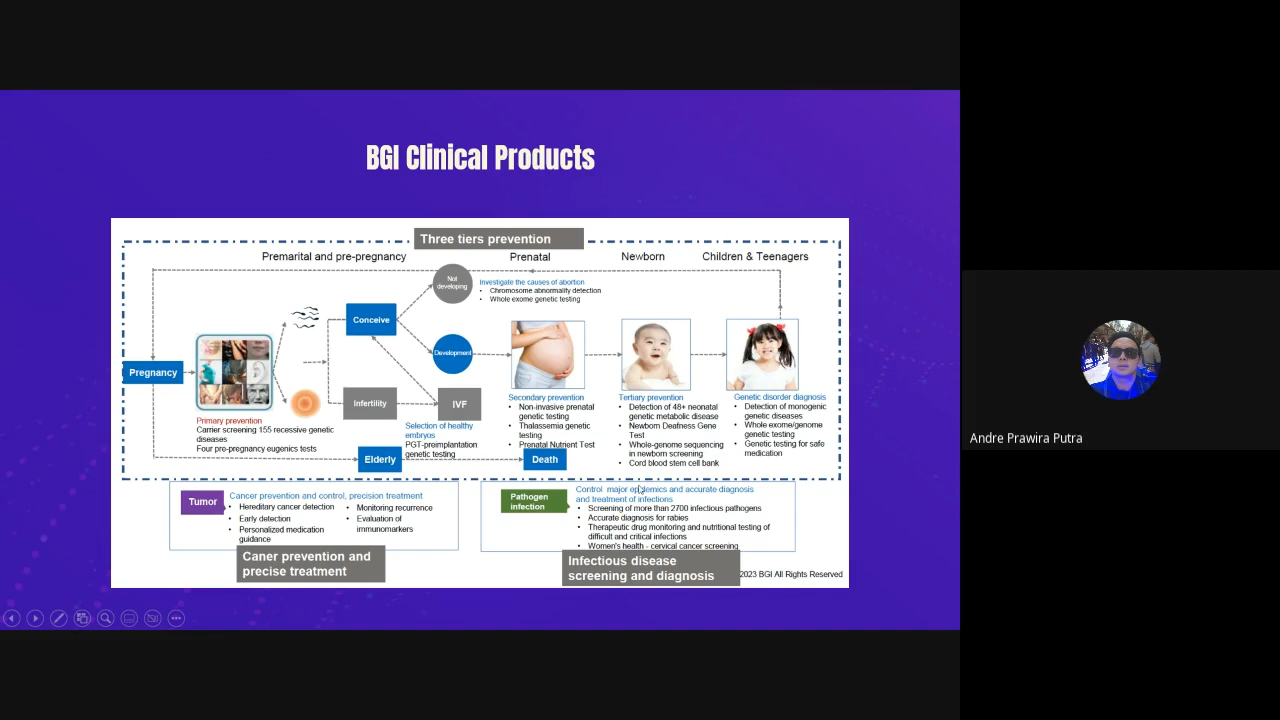 BGI Clinical Products
Three tiers prevention
Premarital and pre-pregnancy
Prenatal
Newborn
Children & Teenagers
Not
developing
Investigate the causes of abortion
• Chromosome abnormality detection
• Whole exome genetic testing
Conceive
Development
Pregnancy
Infertility
IVF
Primary prevention
Carrier screening 155 recessive genetic
diseases
Four pre-pregnancy eugenics tests
Selection of healthy
embryos
PGT-preimplantation
genetic testing
Secondary prevention
• Non-invasive prenatal
genetic testing
• Thalassemia genetic
testing
• Prenatal Nutrient Test
Tertiary prevention
• Detection of 48+ neonatal
genetic metabolic disease
• Newborn Deafness Gene
Test
• Whole-genome sequencing
in newborn screening
• Cord blood stem cell bank
Genetic disorder diagnosis
• Detection of monogenic
genetic diseases
• Whole exome/genome
genetic testing
• Genetic testing for safe
medication
Elderly
Death
Tumor
Cancer prevention and control, precision treatment
• Hereditary cancer detection
• Early detection
• Personalized medication
guidance
• Monitoring recurrence
• Evaluation of
immunomarkers
Caner prevention and
precise treatment
Pathogen
infection
Control major epidemics and accurate diagnosis
and treatment of infections
• Screening of more than 2700 infectious pathogens
• Accurate diagnosis for rabies
• Therapeutic drug monitoring and nutritional testing of
difficult and critical infections
• Women's health - cervical cancer screening
Infectious disease
screening and diagnosis
2023 BGI All Rights Reserved
Andre Prawira Putra